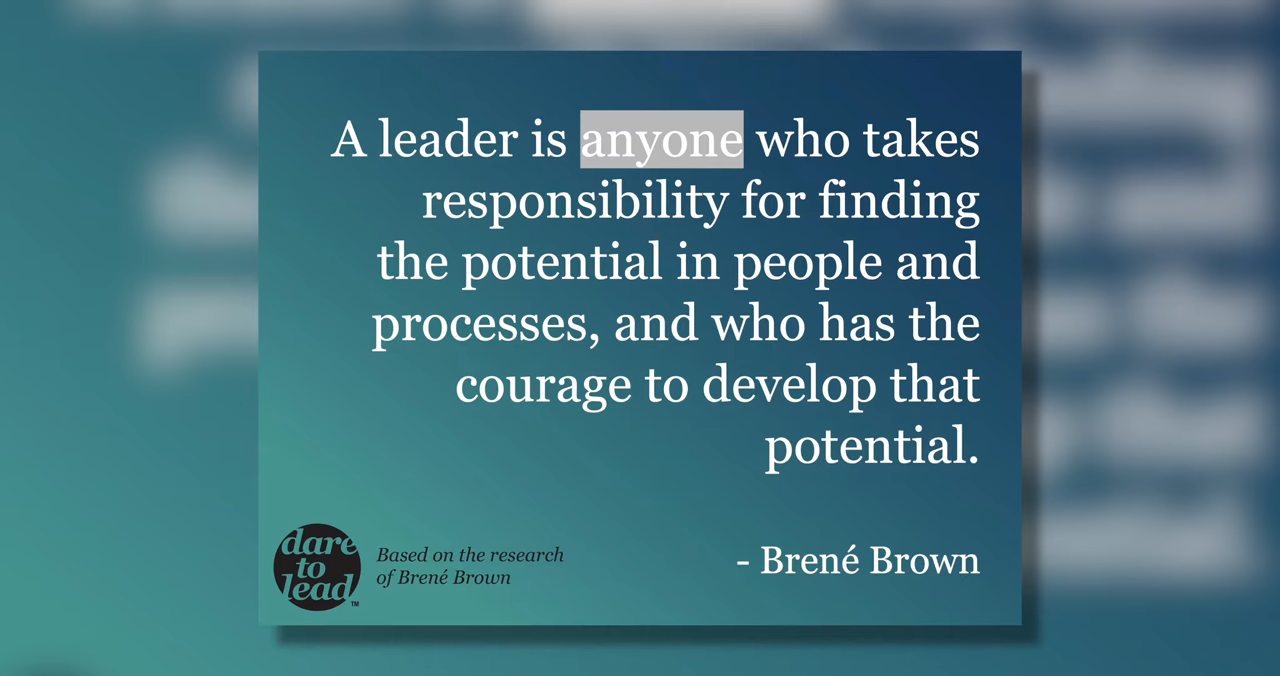 A leader is anyone who takes
responsibility for finding
the potential in people and
processes, and who has the
courage to develop that
potential.
- Brené Brown
dare
to
lead™
Based on the research
of Brené Brown